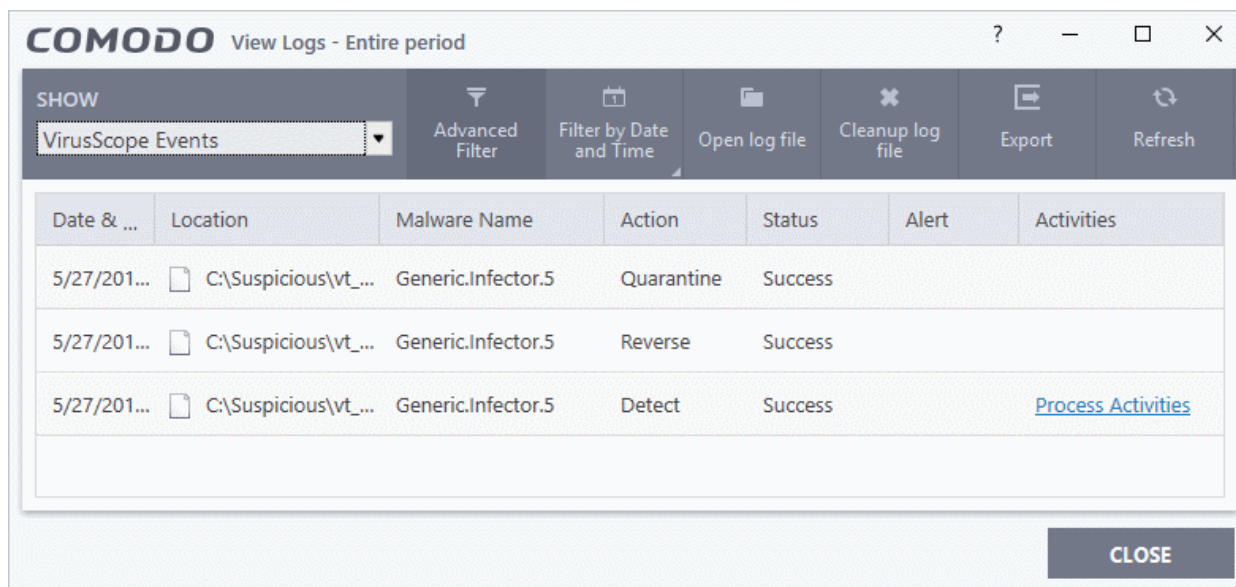 COMODO View Logs - Entire period
?
SHOW
VirusScope Events
Advanced
Filter
Filter by Date
and Time
Open log file
Cleanup log
file
Export
Refresh
Date & ... Location Malware Name Action Status Alert Activities
5/27/201... C:\Suspicious\vt_... Generic.Infector.5 Quarantine Success
5/27/201... C:\Suspicious\vt_... Generic.Infector.5 Reverse Success
5/27/201... C:\Suspicious\vt_... Generic.Infector.5 Detect Success Process Activities
CLOSE